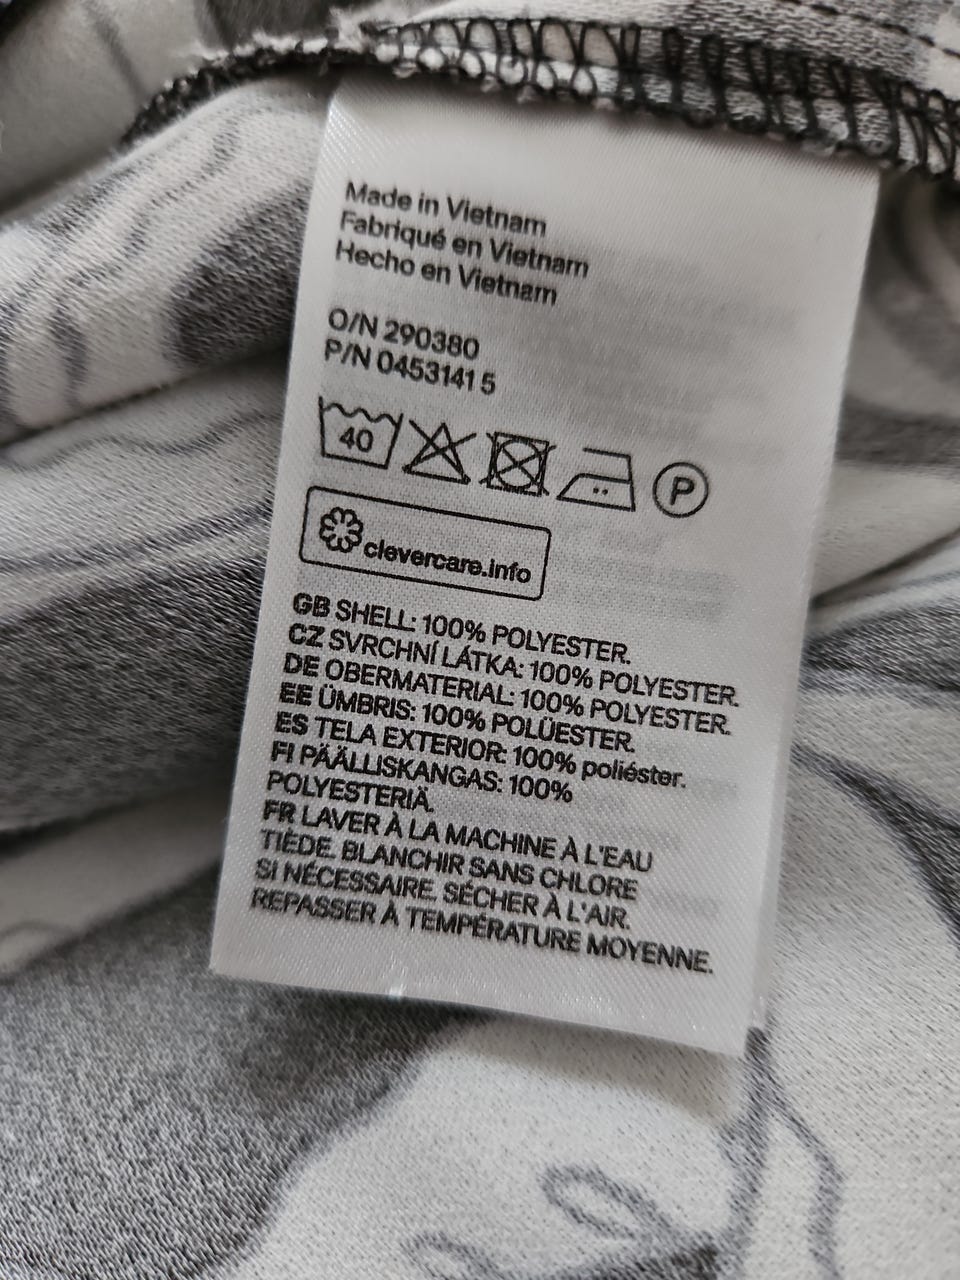 Made in Vietnam
Fabriqué en Vietnam
Hecho en Vietnam
O/N 290380
P/N 04531415
40
P
clevercare.info
GB SHELL: 100% POLYESTER.
CZ SVRCHNÍ LÁTKA: 100% POLYESTER.
DE OBERMATERIAL: 100% POLYESTER.
EE ÜMBRIS: 100% POLÜESTER.
ES TELA EXTERIOR: 100% poliéster.
FI PÄÄLLISKANGAS: 100%
POLYESTERIÄ.
FR LAVER À LA MACHINE À L'EAU
TIÈDE. BLANCHIR SANS CHLORE
SI NÉCESSAIRE. SÉCHER À L'AIR.
REPASSER À TEMPÉRATURE MOYENNE.